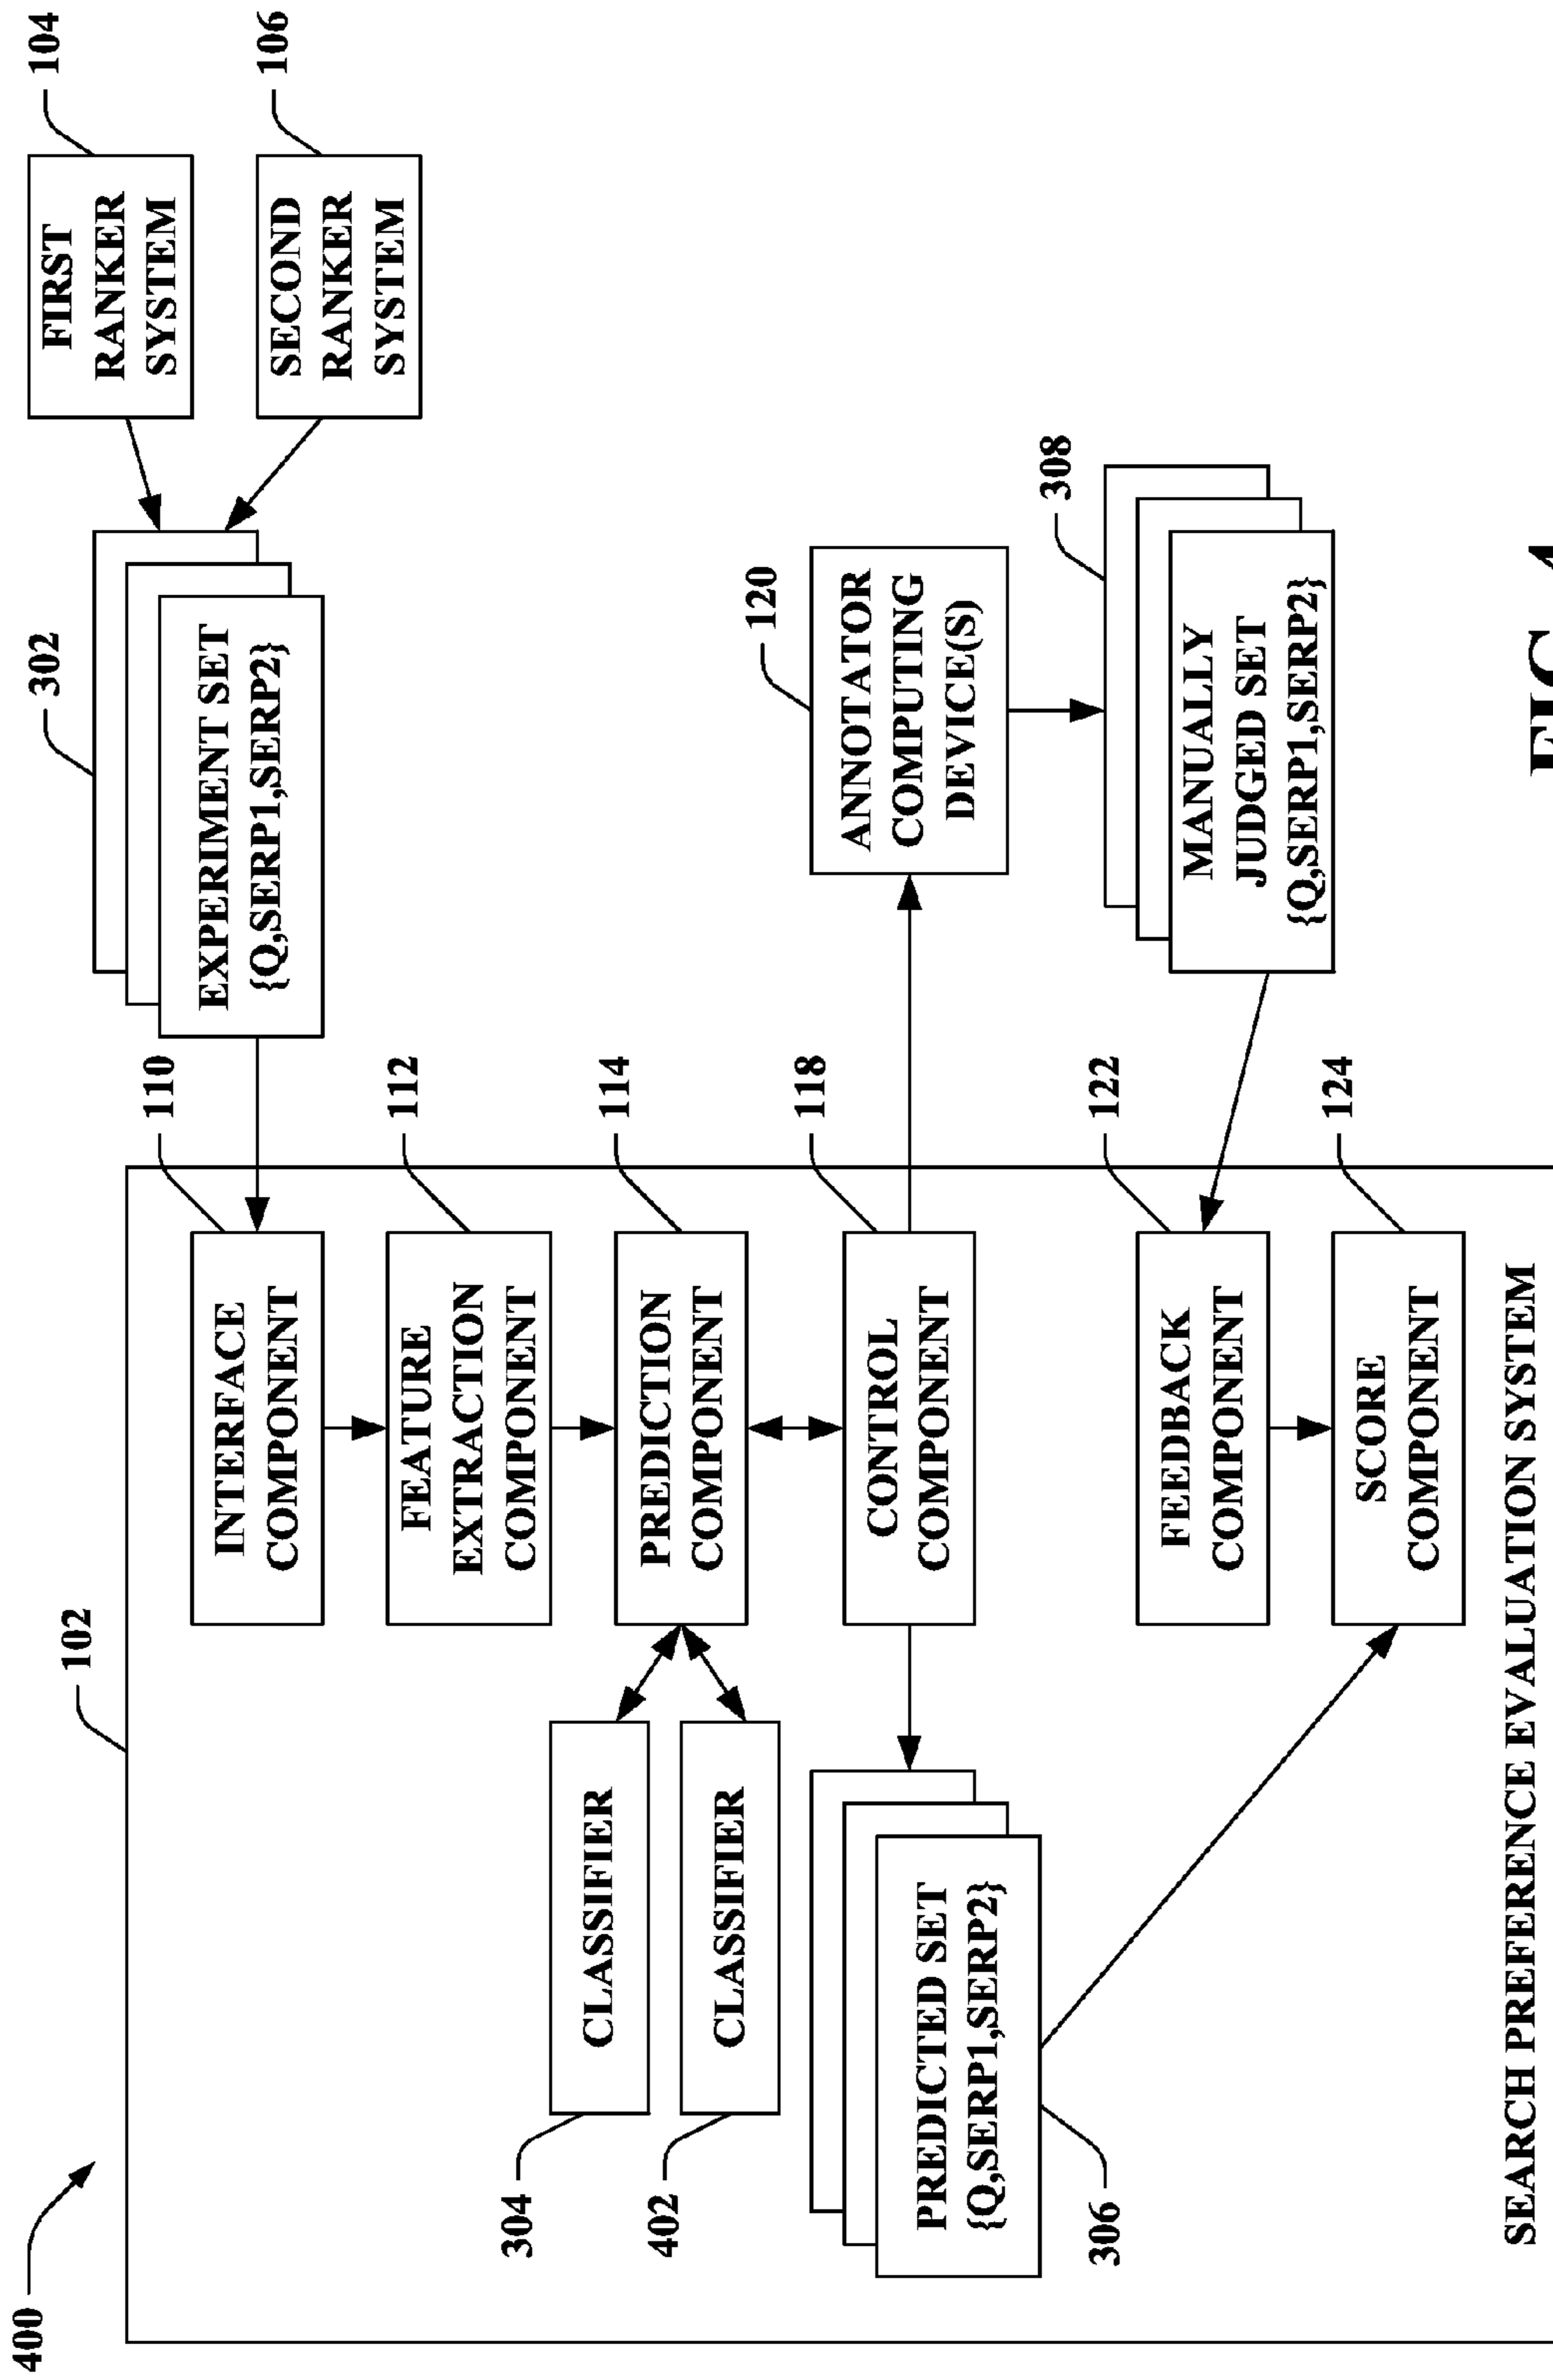 400
102
FIRST
RANKER
SYSTEM
104
SECOND
RANKER
SYSTEM
106
302
EXPERIMENT SET
{Q,SERP1,SERP2}
INTERFACE
COMPONENT
110
FEATURE
EXTRACTION
COMPONENT
112
PREDICTION
COMPONENT
114
CLASSIFIER
304
CLASSIFIER
402
CONTROL
COMPONENT
118
PREDICTED SET
{Q,SERP1,SERP2}
306
ANNOTATOR
COMPUTING
DEVICE(S)
120
MANUALLY
JUDGED SET
{Q,SERP1,SERP2}
308
FEEDBACK
COMPONENT
122
SCORE
COMPONENT
124
SEARCH PREFERENCE EVALUATION SYSTEM